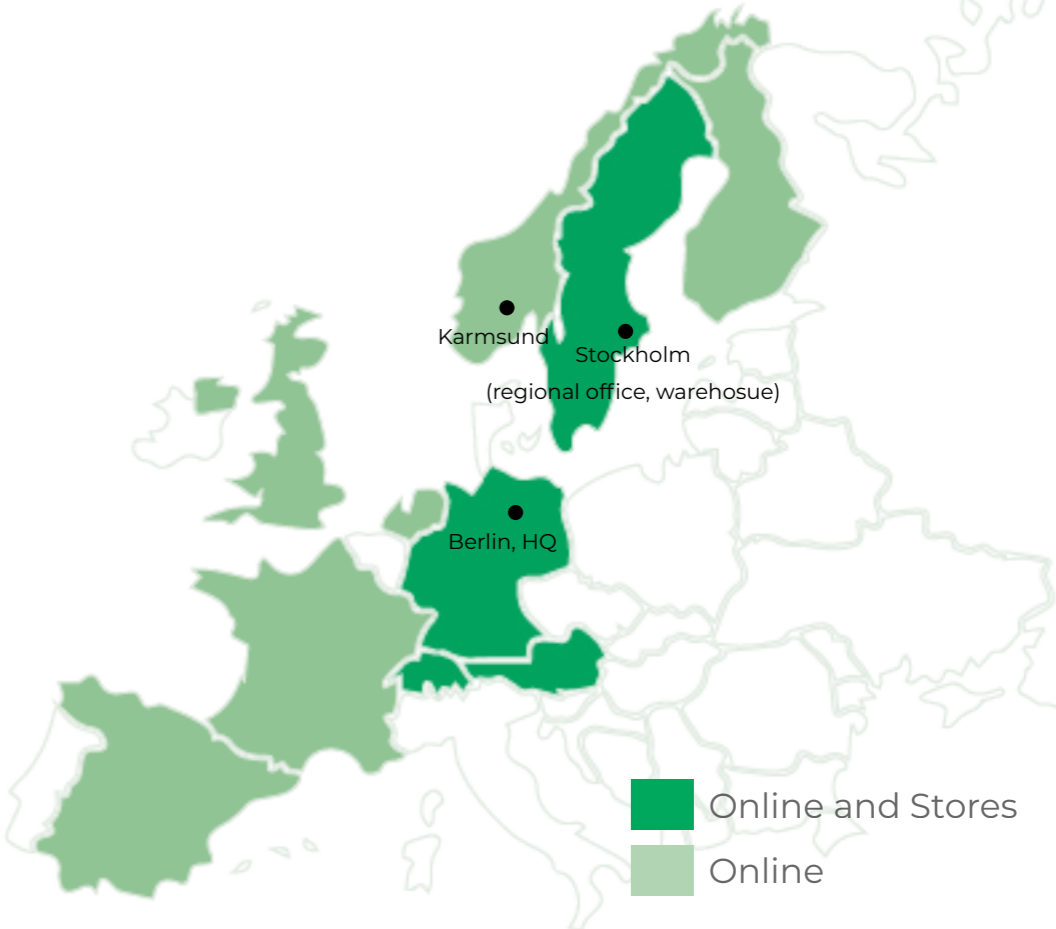 Karmsund
Stockholm
(regional office, warehosue)
Berlin, HQ
Online and Stores
Online